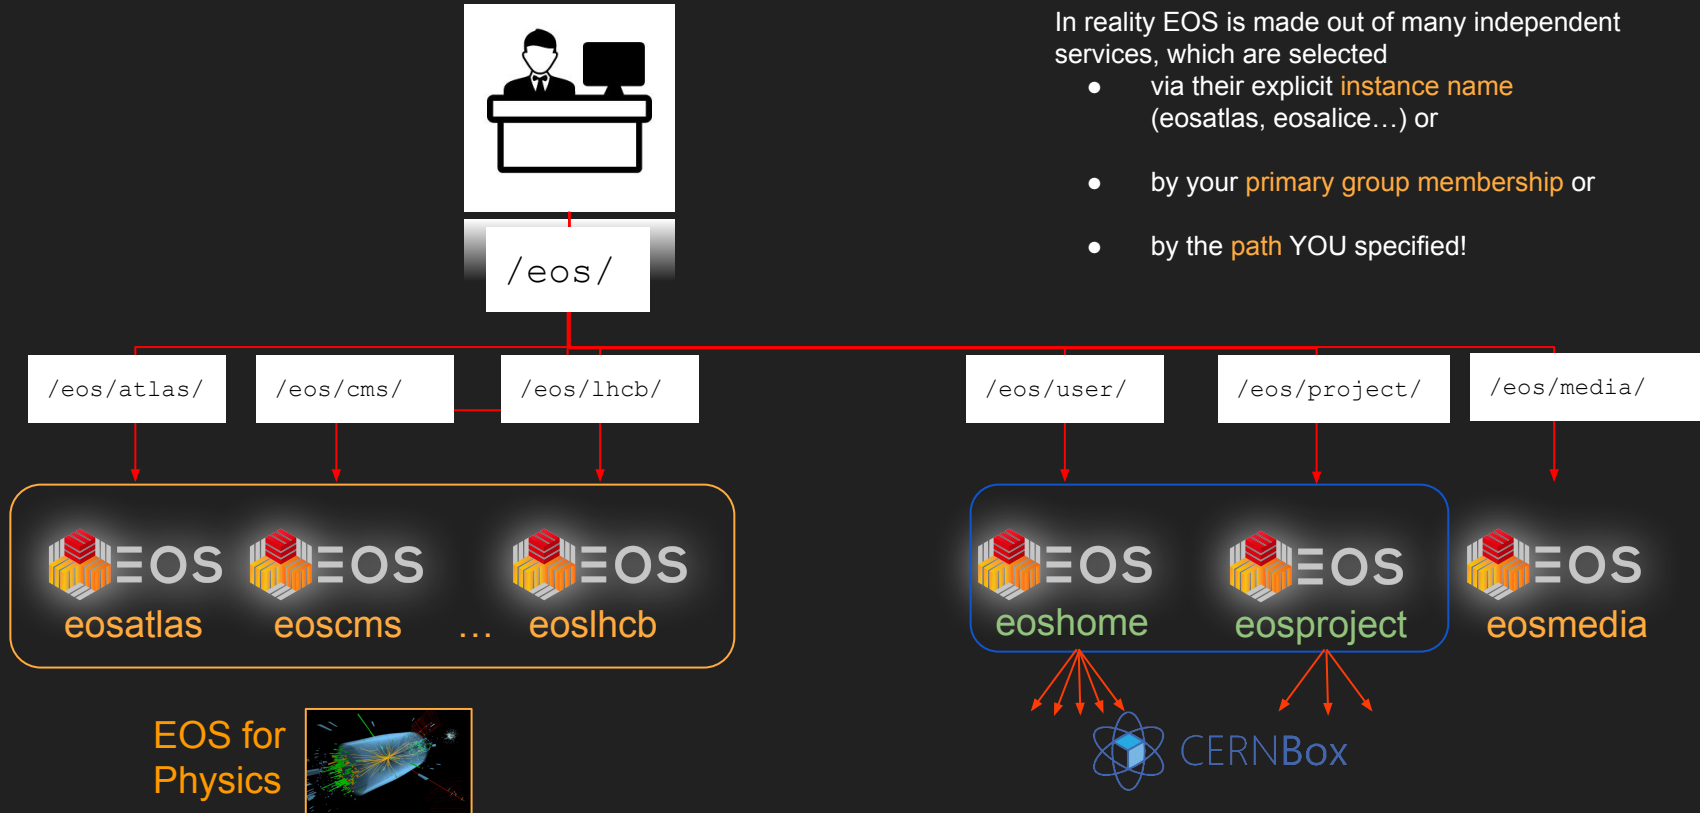 In reality EOS is made out of many independent
services, which are selected
● via their explicit instance name
(eosatlas, eosalice...) or
● by your primary group membership or
● by the path YOU specified!
/eos/
/eos/atlas/
/eos/cms/
/eos/lhcb/
/eos/user/
/eos/project/
/eos/media/
EOS
EOS
EOS
EOS
EOS
EOS
eosatlas
eoscms
...
eoslhcb
eoshome
eosproject
eosmedia
EOS for
Physics
CERNBox